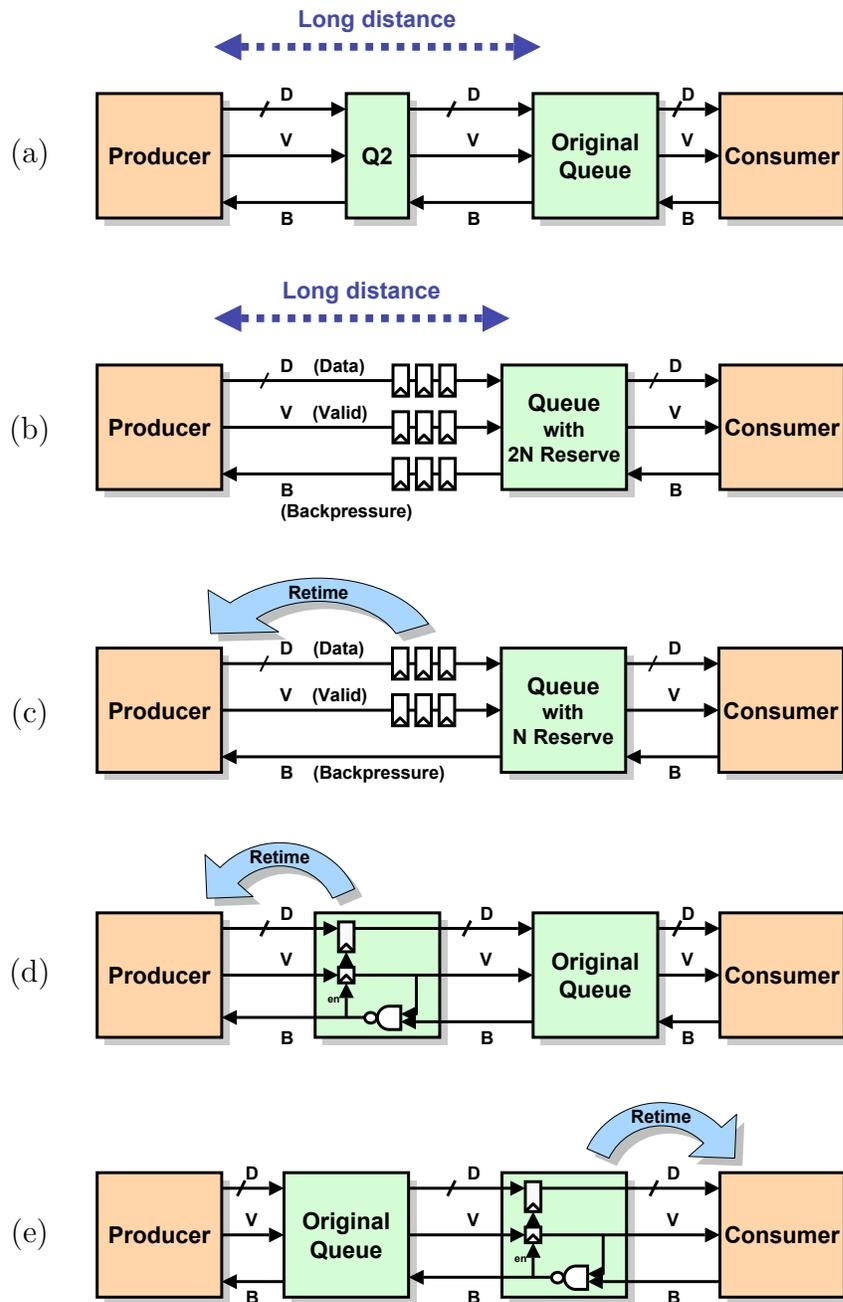 Long distance
(a)
Producer
D
V
B
Q2
D
V
B
Original
Queue
D
V
B
Consumer
Long distance
(b)
Producer
D (Data)
V (Valid)
B
(Backpressure)
Queue
with
2N Reserve
D
V
B
Consumer
Retime
(c)
Producer
D (Data)
V (Valid)
B (Backpressure)
Queue
with
N Reserve
D
V
B
Consumer
Retime
(d)
Producer
D
V
B
en
D
V
B
Original
Queue
D
V
B
Consumer
Retime
(e)
Producer
D
V
B
Original
Queue
D
V
B
en
D
V
B
Consumer